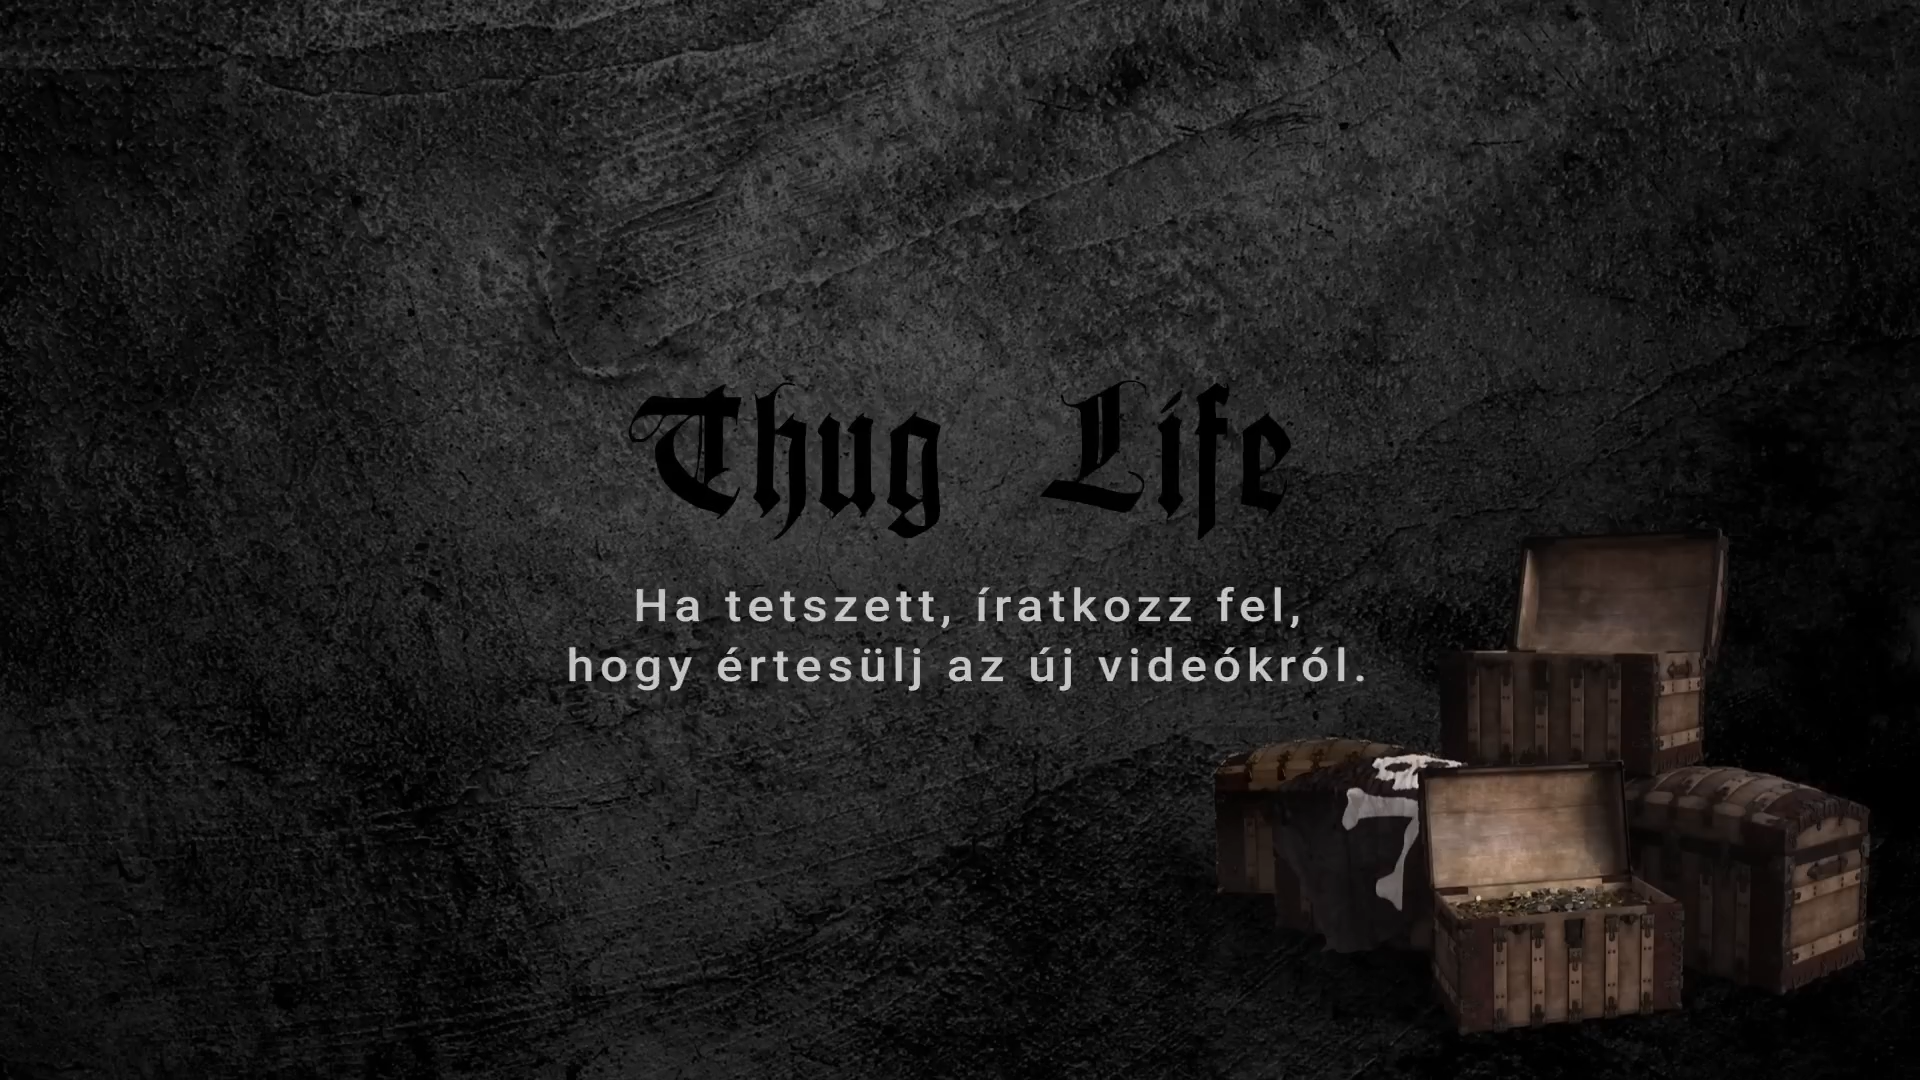 Thug Life
Ha tetszett, íratkozz fel,
hogy értesülj az új videókról.